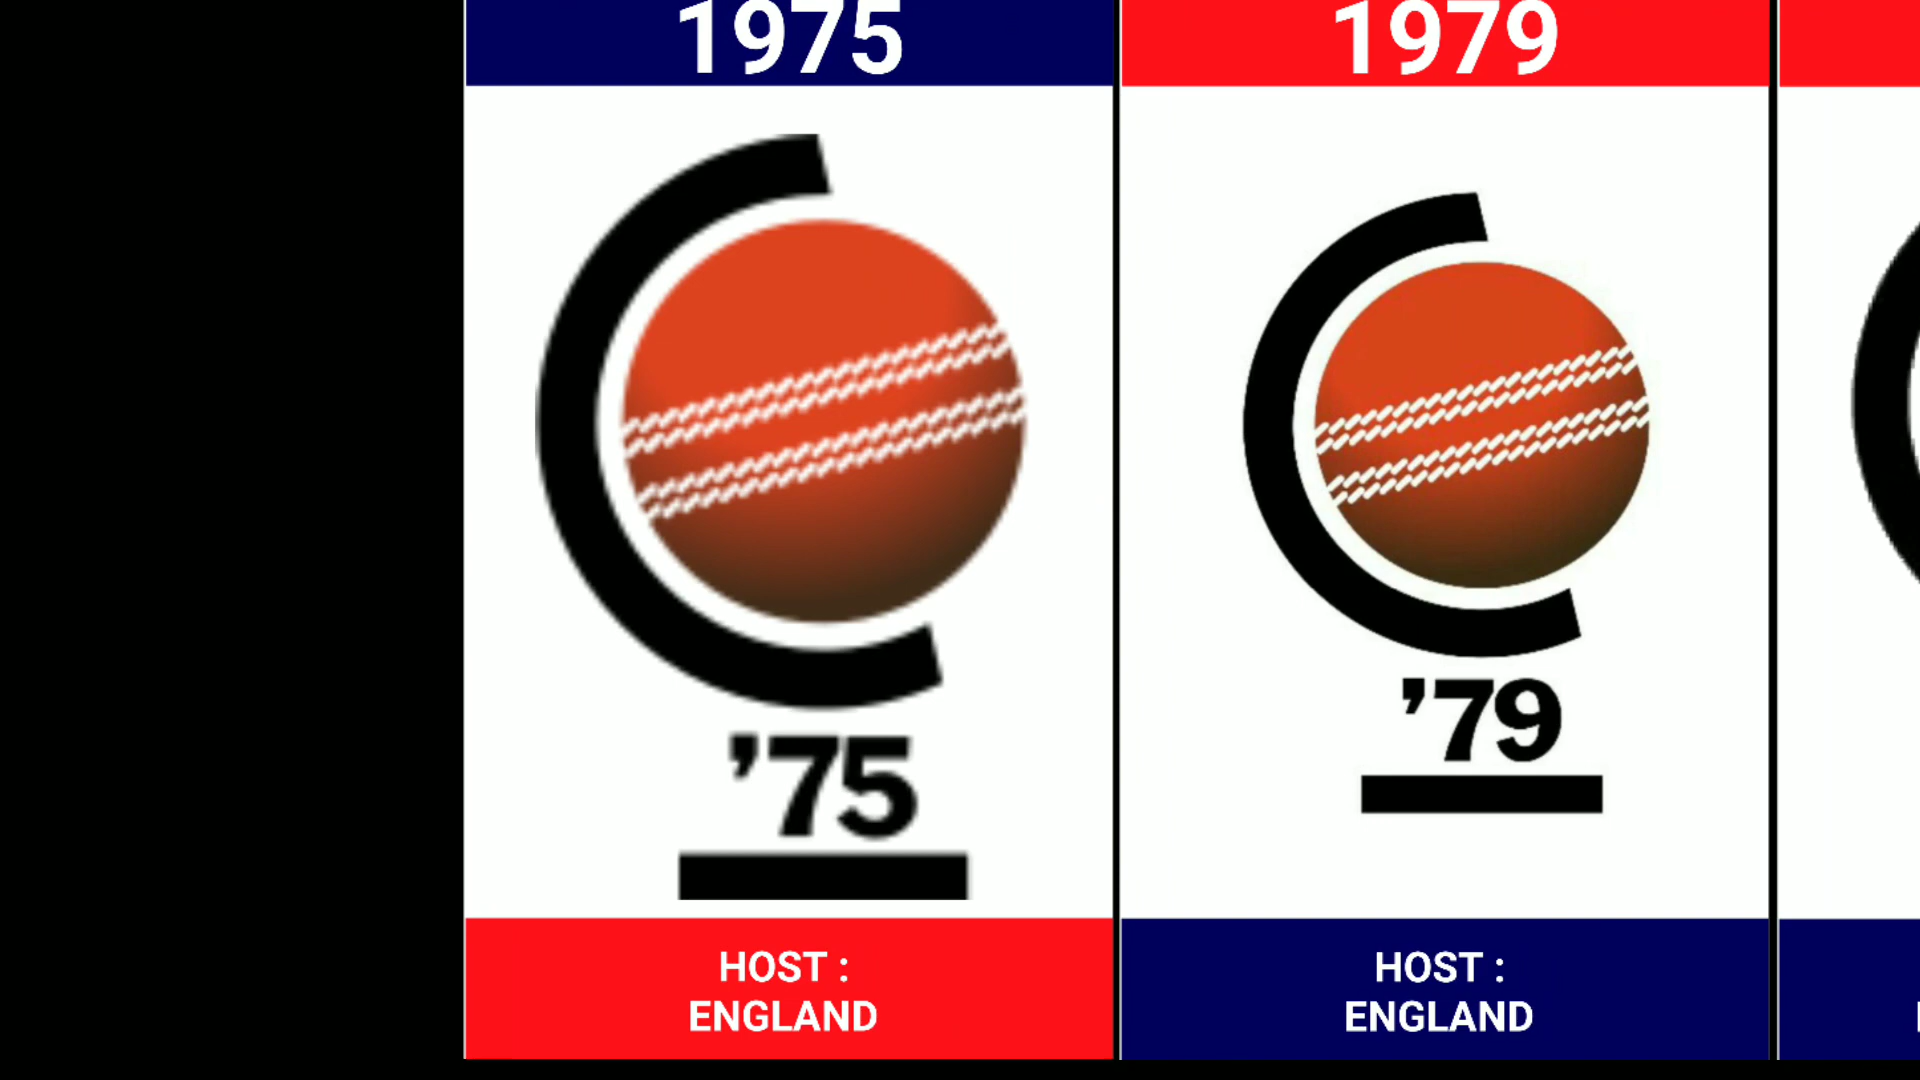 1975
’75
HOST :
ENGLAND
1979
’79
HOST :
ENGLAND